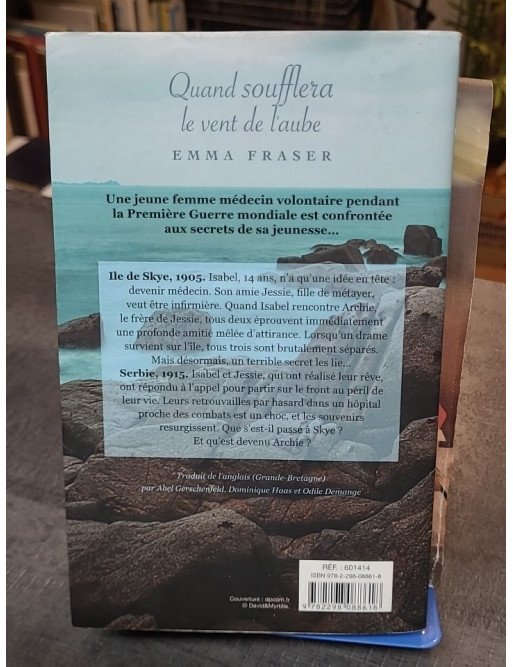 Quand soufflera
le vent de l'aube
EMMA FRASER
Une jeune femme médecin volontaire pendant
la Première Guerre mondiale est confrontée
aux secrets de sa jeunesse...
Ile de Skye, 1905. Isabel, 14 ans, n'a qu'une idée en tête :
devenir médecin. Son amie Jessie, fille de métayer,
veut être infirmière. Quand Isabel rencontre Archie,
le frère de Jessie, tous deux éprouvent immédiatement
une profonde amitié mêlée d'attirance. Lorsqu'un drame
survient sur l'île, tous trois sont brutalement séparés.
Mais désormais, un terrible secret les lie...
Serbie, 1915. Isabel et Jessie, qui ont réalisé leur rêve,
ont répondu à l'appel pour partir sur le front au péril de
leur vie. Leurs retrouvailles par hasard dans un hôpital
proche des combats est un choc, et les souvenirs
resurgissent. Que s'est-il passé à Skye ?
Et qu'est devenu Archie ?
Traduit de l'anglais (Grande-Bretagne)
par Abel Gerschenfeld, Dominique Haas et Odile Demange
RÉF. : 601414
ISBN 978-2-298-08861-8
9782298088618
Couverture : dpcom.fr
© David&Myrtille.